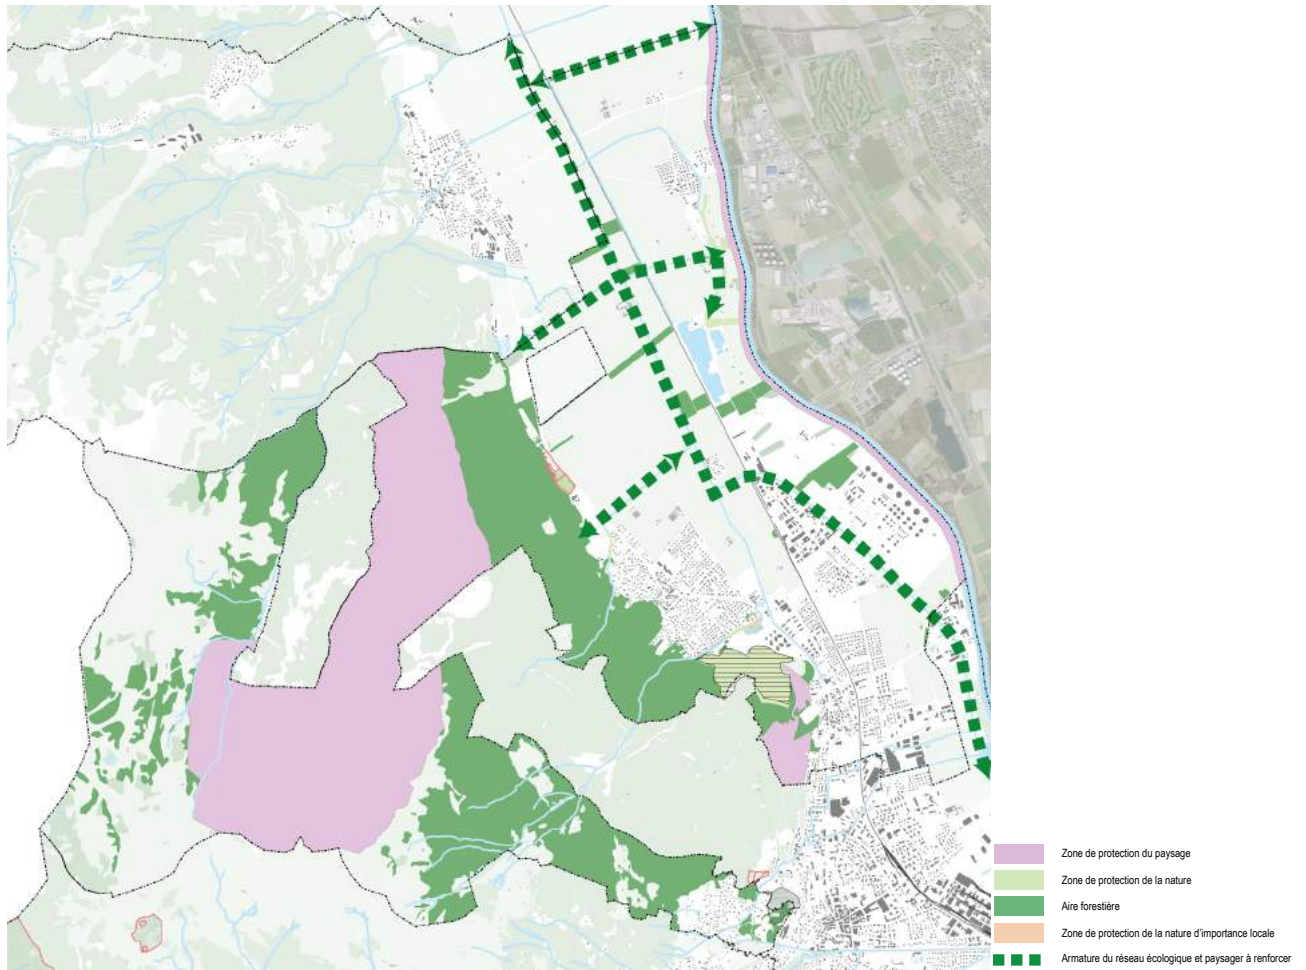 Zone de protection du paysage
Zone de protection de la nature
Aire forestière
Zone de protection de la nature d'importance locale
Armature du réseau écologique et paysager à renforcer